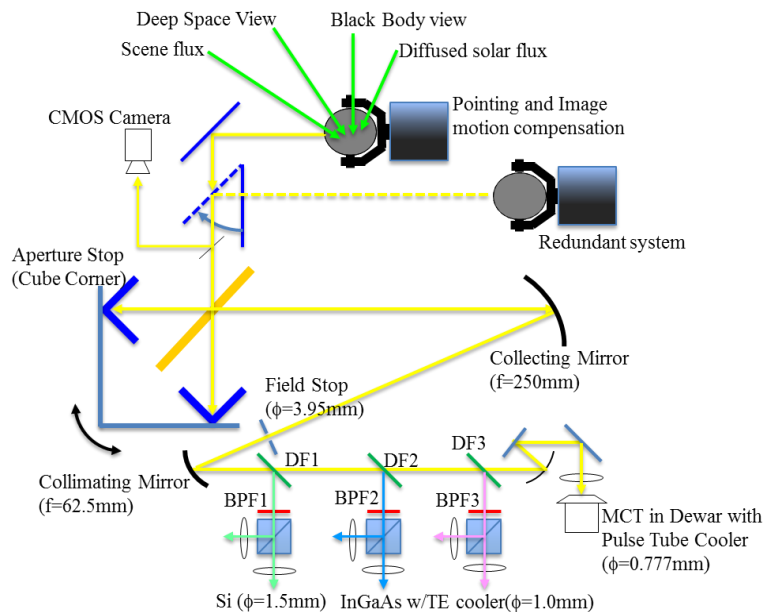 Deep Space View
Black Body view
Scene flux
Diffused solar flux
CMOS Camera
Pointing and Image
motion compensation
Redundant system
Aperture Stop
(Cube Corner)
Collecting Mirror
(f=250mm)
Field Stop
(ϕ=3.95mm)
Collimating Mirror
(f=62.5mm)
DF1
DF2
DF3
BPF1
BPF2
BPF3
MCT in Dewar with
Pulse Tube Cooler
(ϕ=0.777mm)
Si (ϕ=1.5mm)
InGaAs w/TE cooler(ϕ=1.0mm)